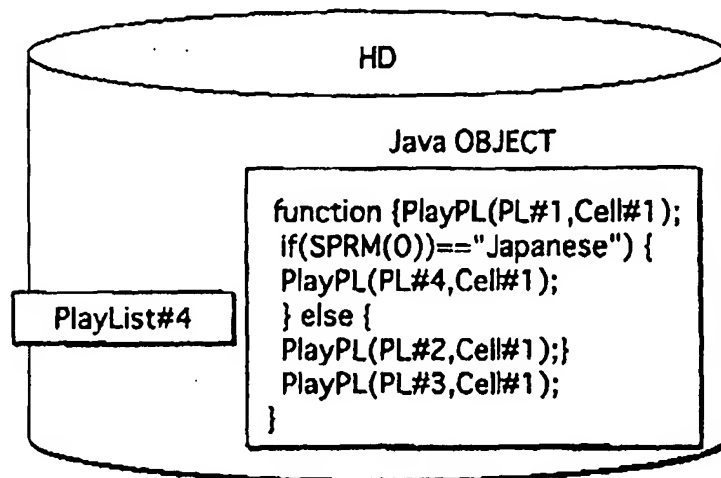 HD
Java OBJECT
function {PlayPL(PL#1,Cell#1);
if(SPRM(0))=="Japanese") {
PlayPL(PL#4,Cell#1);
} else {
PlayPL(PL#2,Cell#1);}
PlayPL(PL#3,Cell#1);
}
PlayList#4